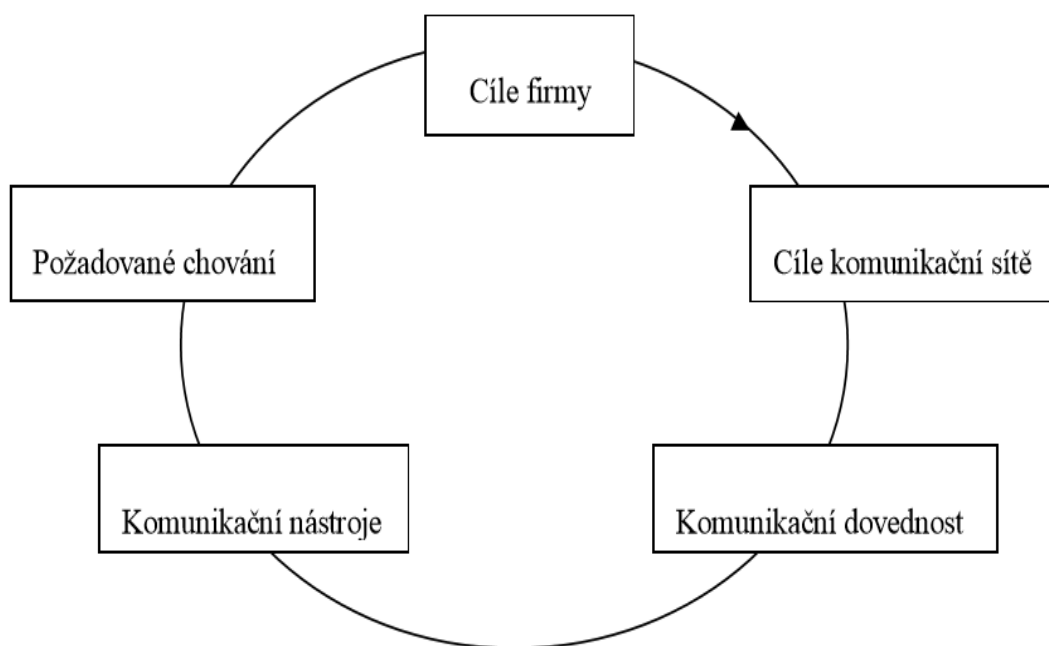 Cíle firmy
Požadované chování
Cíle komunikační sítě
Komunikační nástroje
Komunikační dovednost